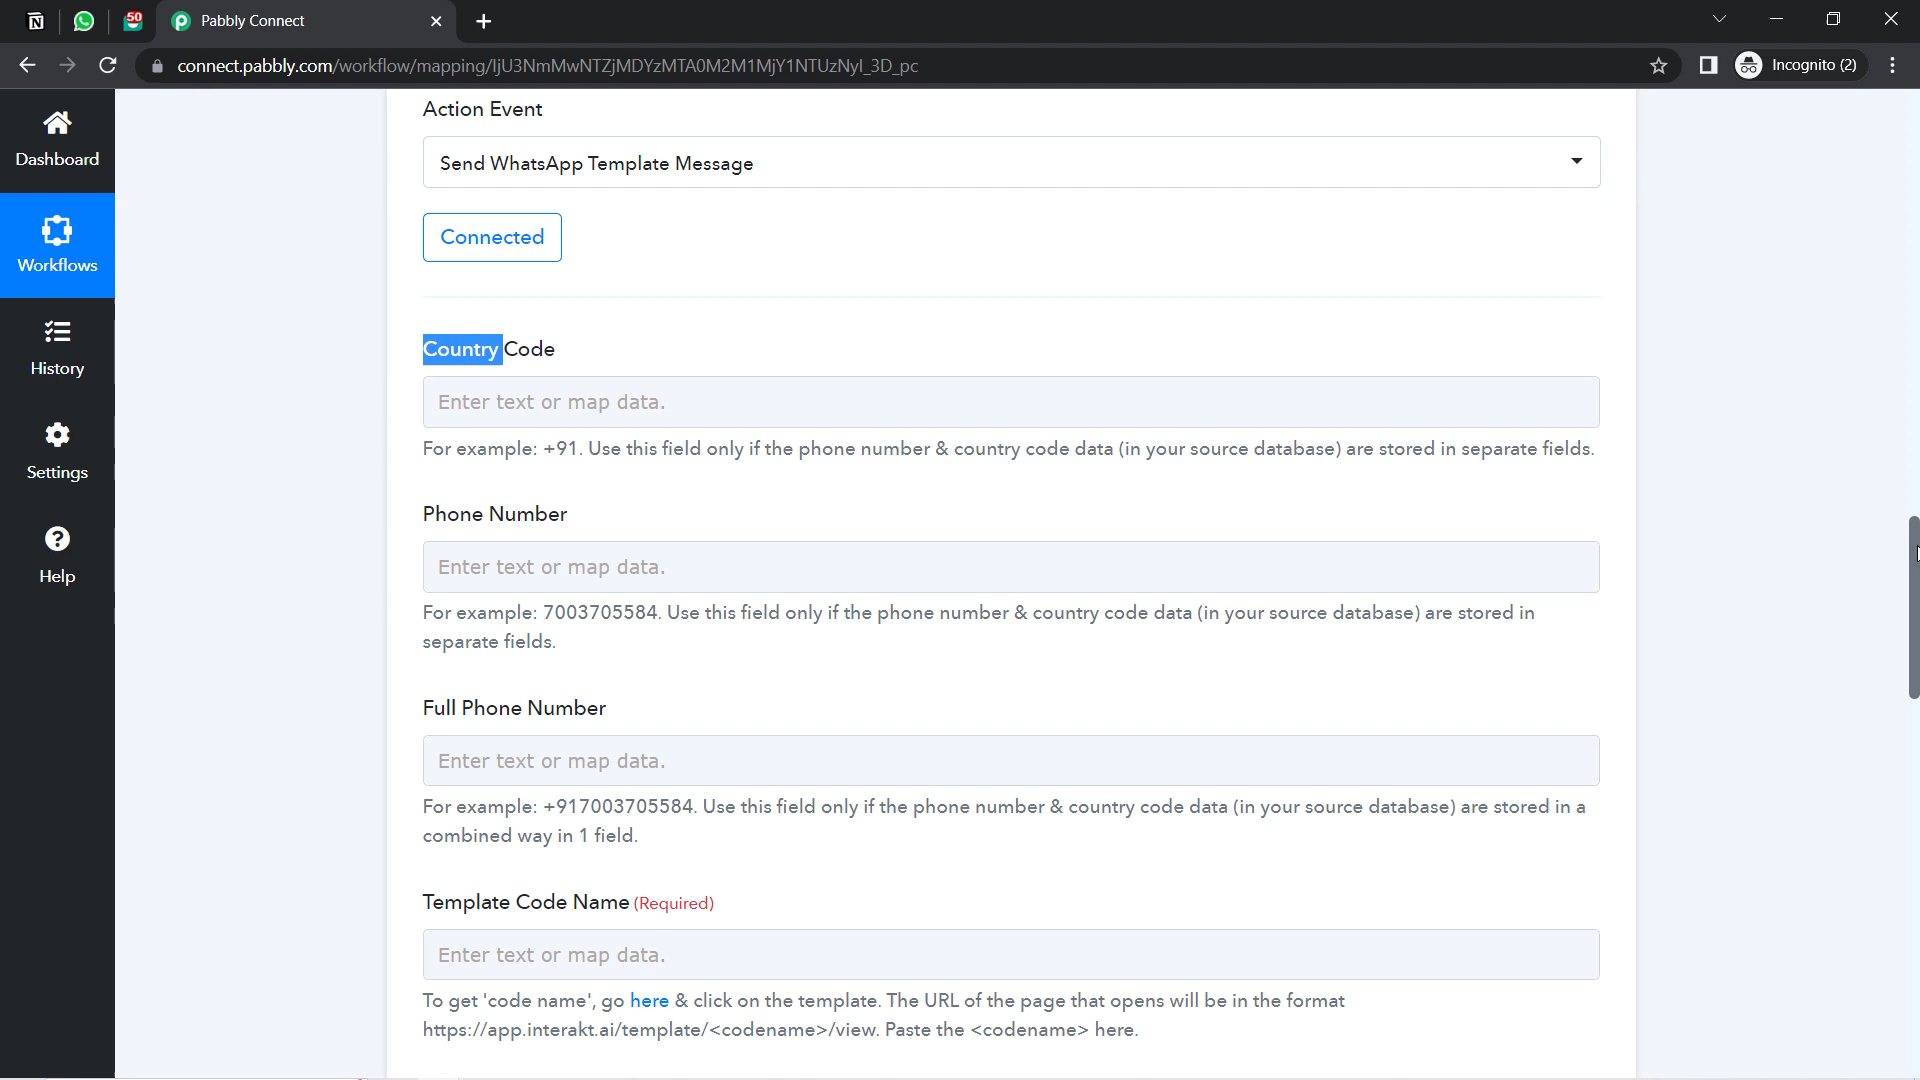 50
Pabbly Connect
connect.pabbly.com/workflow/mapping/IjU3NmMwNTZjMDYzMTA0M2M1MjY1NTUzNyI_3D_pc
Incognito (2)
Dashboard
Workflows
History
Settings
Help
Action Event
Send WhatsApp Template Message
Connected
Country Code
Enter text or map data.
For example: +91. Use this field only if the phone number & country code data (in your source database) are stored in separate fields.
Phone Number
Enter text or map data.
For example: 7003705584. Use this field only if the phone number & country code data (in your source database) are stored in
separate fields.
Full Phone Number
Enter text or map data.
For example: +917003705584. Use this field only if the phone number & country code data (in your source database) are stored in a
combined way in 1 field.
Template Code Name (Required)
Enter text or map data.
To get 'code name', go here & click on the template. The URL of the page that opens will be in the format
https://app.interakt.ai/template/<codename>/view. Paste the <codename> here.